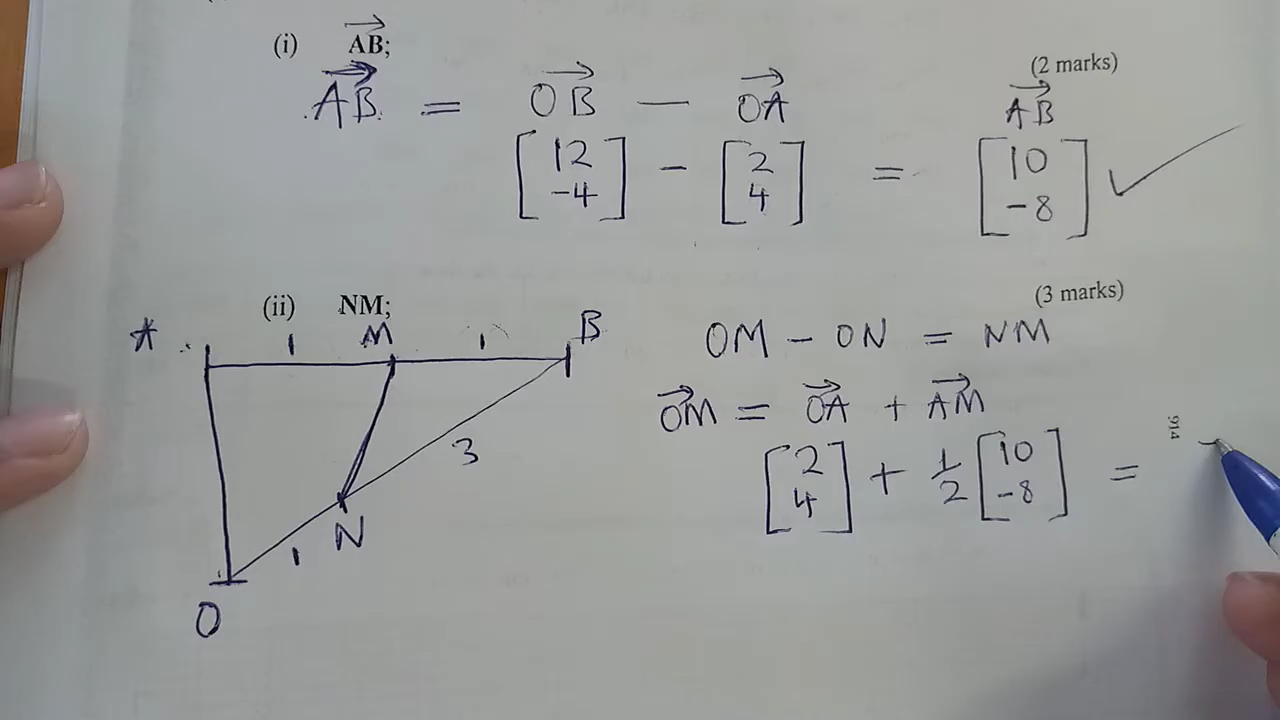 (i) AB;
(2 marks)
AB = OB - OA AB
[12 -4] - [2 4] = [10 -8] ✓
(ii) NM;
(3 marks)
A 1 M 1 B
3
N
1
O
OM - ON = NM
OM = OA + AM
[2 4] + 1/2 [10 -8] =
914